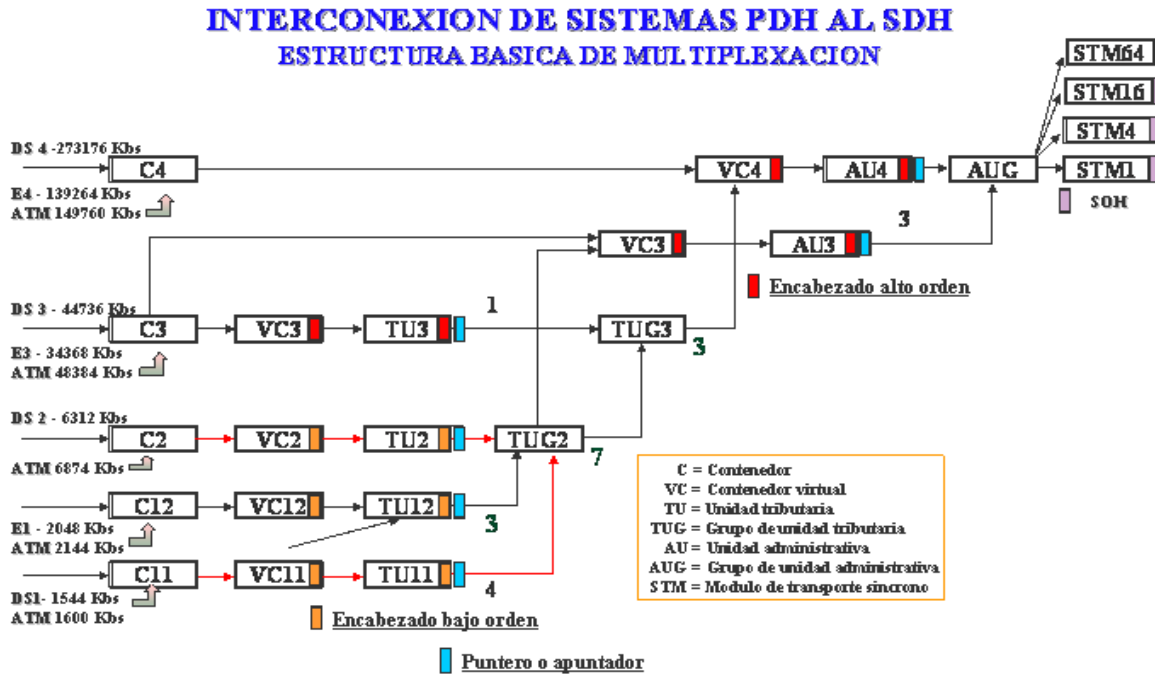 INTERCONEXION DE SISTEMAS PDH AL SDH
ESTRUCTURA BASICA DE MULTIPLEXACION
STM64
STM16
STM4
DS 4 -273176 Kbs
C4
VC4
AU4
AUG
STM1
E4 - 139264 Kbs
ATM 149760 Kbs
SOH
3
VC3
AU3
Encabezado alto orden
DS 3 - 44736 Kbs
1
C3
VC3
TU3
TUG3
3
E3 - 34368 Kbs
ATM 48384 Kbs
DS 2 - 6312 Kbs
C2
VC2
TU2
TUG2
7
ATM 6874 Kbs
C12
VC12
TU12
3
E1 - 2048 Kbs
ATM 2144 Kbs
C11
VC11
TU11
4
DS1- 1544 Kbs
ATM 1600 Kbs
C = Contenedor
VC = Contenedor virtual
TU = Unidad tributaria
TUG = Grupo de unidad tributaria
AU = Unidad administrativa
AUG = Grupo de unidad administrativa
STM = Modulo de transporte sincrono
Encabezado bajo orden
Puntero o apuntador